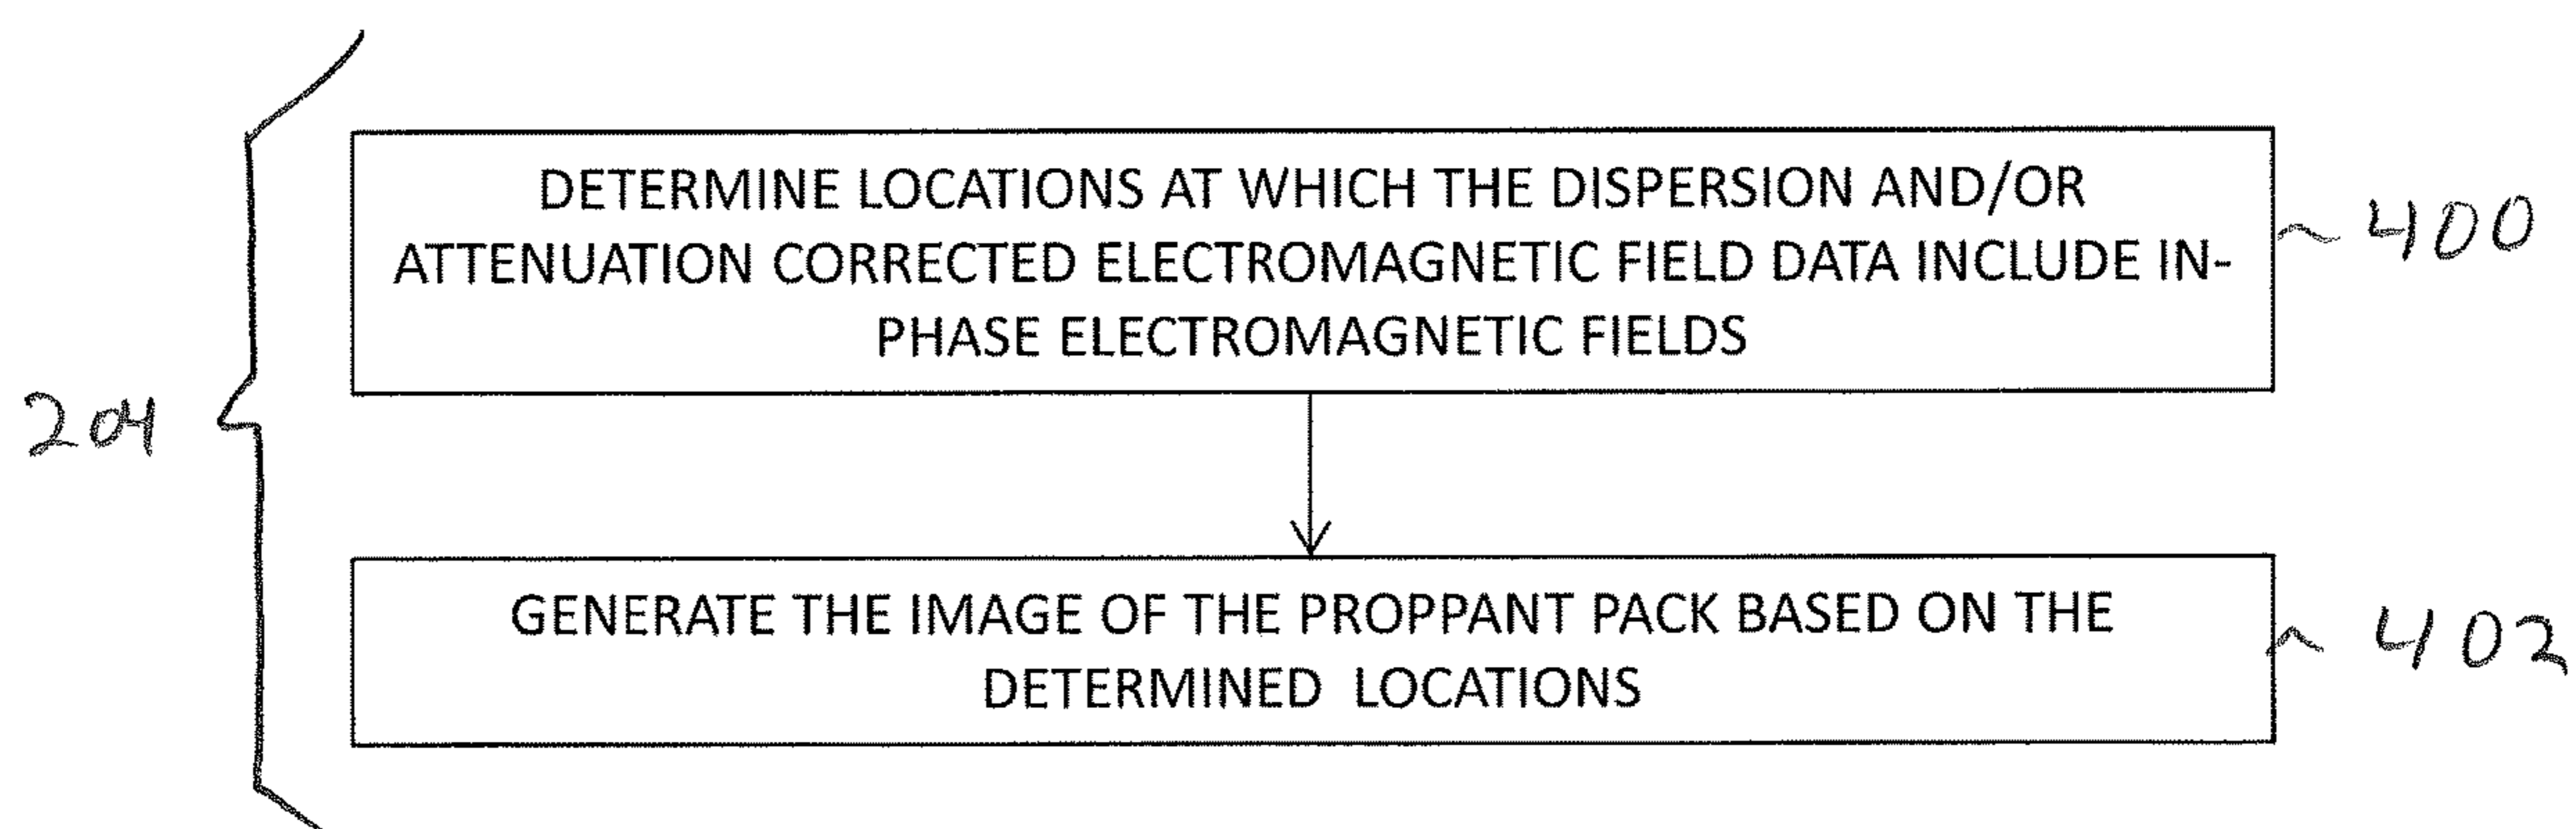 DETERMINE LOCATIONS AT WHICH THE DISPERSION AND/OR
ATTENUATION CORRECTED ELECTROMAGNETIC FIELD DATA INCLUDE IN-
PHASE ELECTROMAGNETIC FIELDS
400
204
GENERATE THE IMAGE OF THE PROPPANT PACK BASED ON THE
DETERMINED LOCATIONS
402